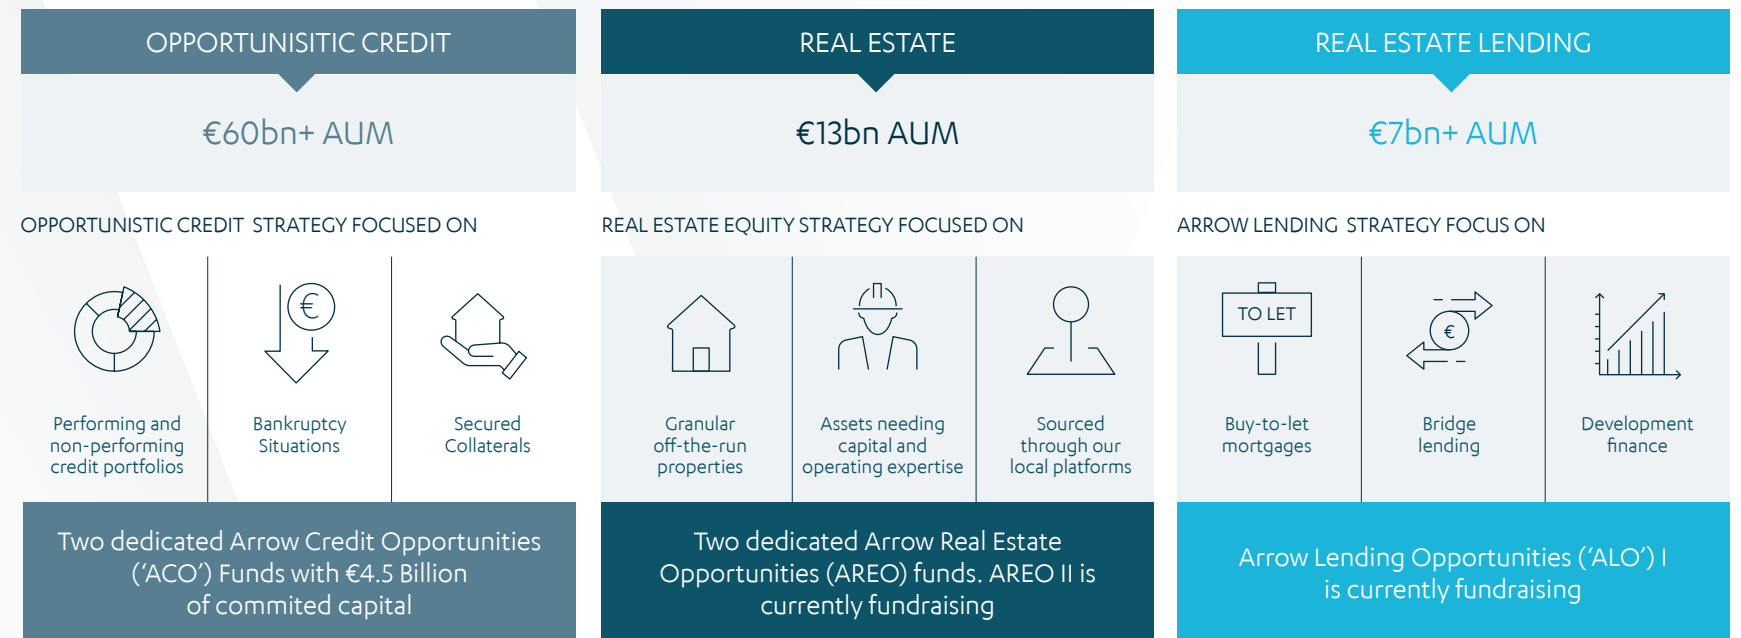 OPPORTUNISITIC CREDIT
€60bn+ AUM
OPPORTUNISTIC CREDIT STRATEGY FOCUSED ON
€
Performing and
non-performing
credit portfolios
Bankruptcy
Situations
Secured
Collaterals
Two dedicated Arrow Credit Opportunities
(‘ACO’) Funds with €4.5 Billion
of commited capital
REAL ESTATE
€13bn AUM
REAL ESTATE EQUITY STRATEGY FOCUSED ON
Granular
off-the-run
properties
Assets needing
capital and
operating expertise
Sourced
through our
local platforms
Two dedicated Arrow Real Estate
Opportunities (AREO) funds. AREO II is
currently fundraising
REAL ESTATE LENDING
€7bn+ AUM
ARROW LENDING STRATEGY FOCUS ON
TO LET
€
Buy-to-let
mortgages
Bridge
lending
Development
finance
Arrow Lending Opportunities (‘ALO’) I
is currently fundraising